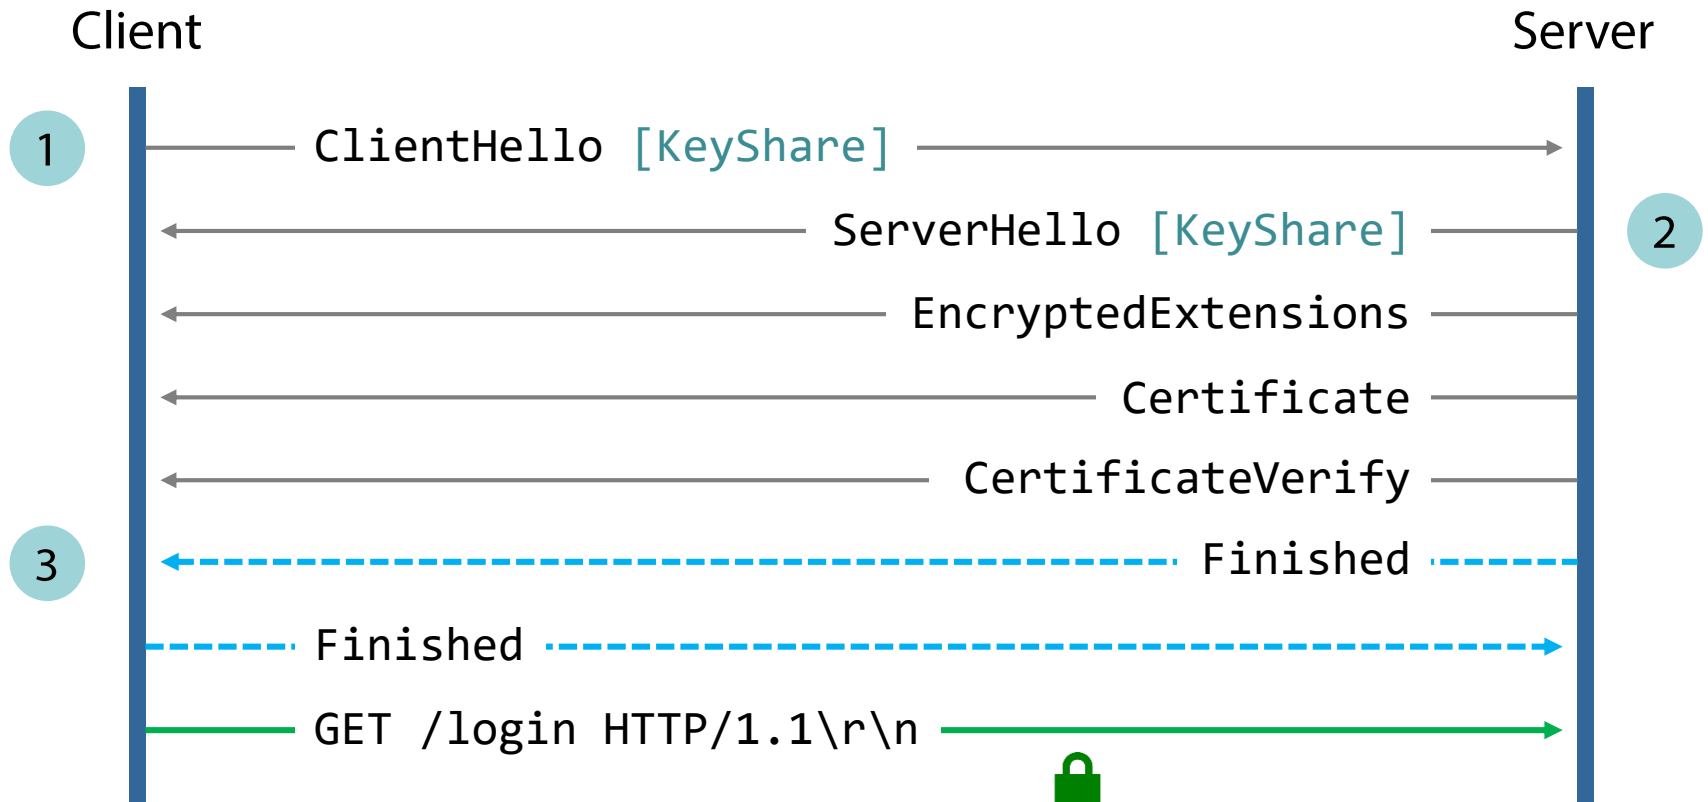 Client
Server
1
ClientHello [KeyShare]
ServerHello [KeyShare]
2
EncryptedExtensions
Certificate
CertificateVerify
3
Finished
Finished
GET /login HTTP/1.1\r\n